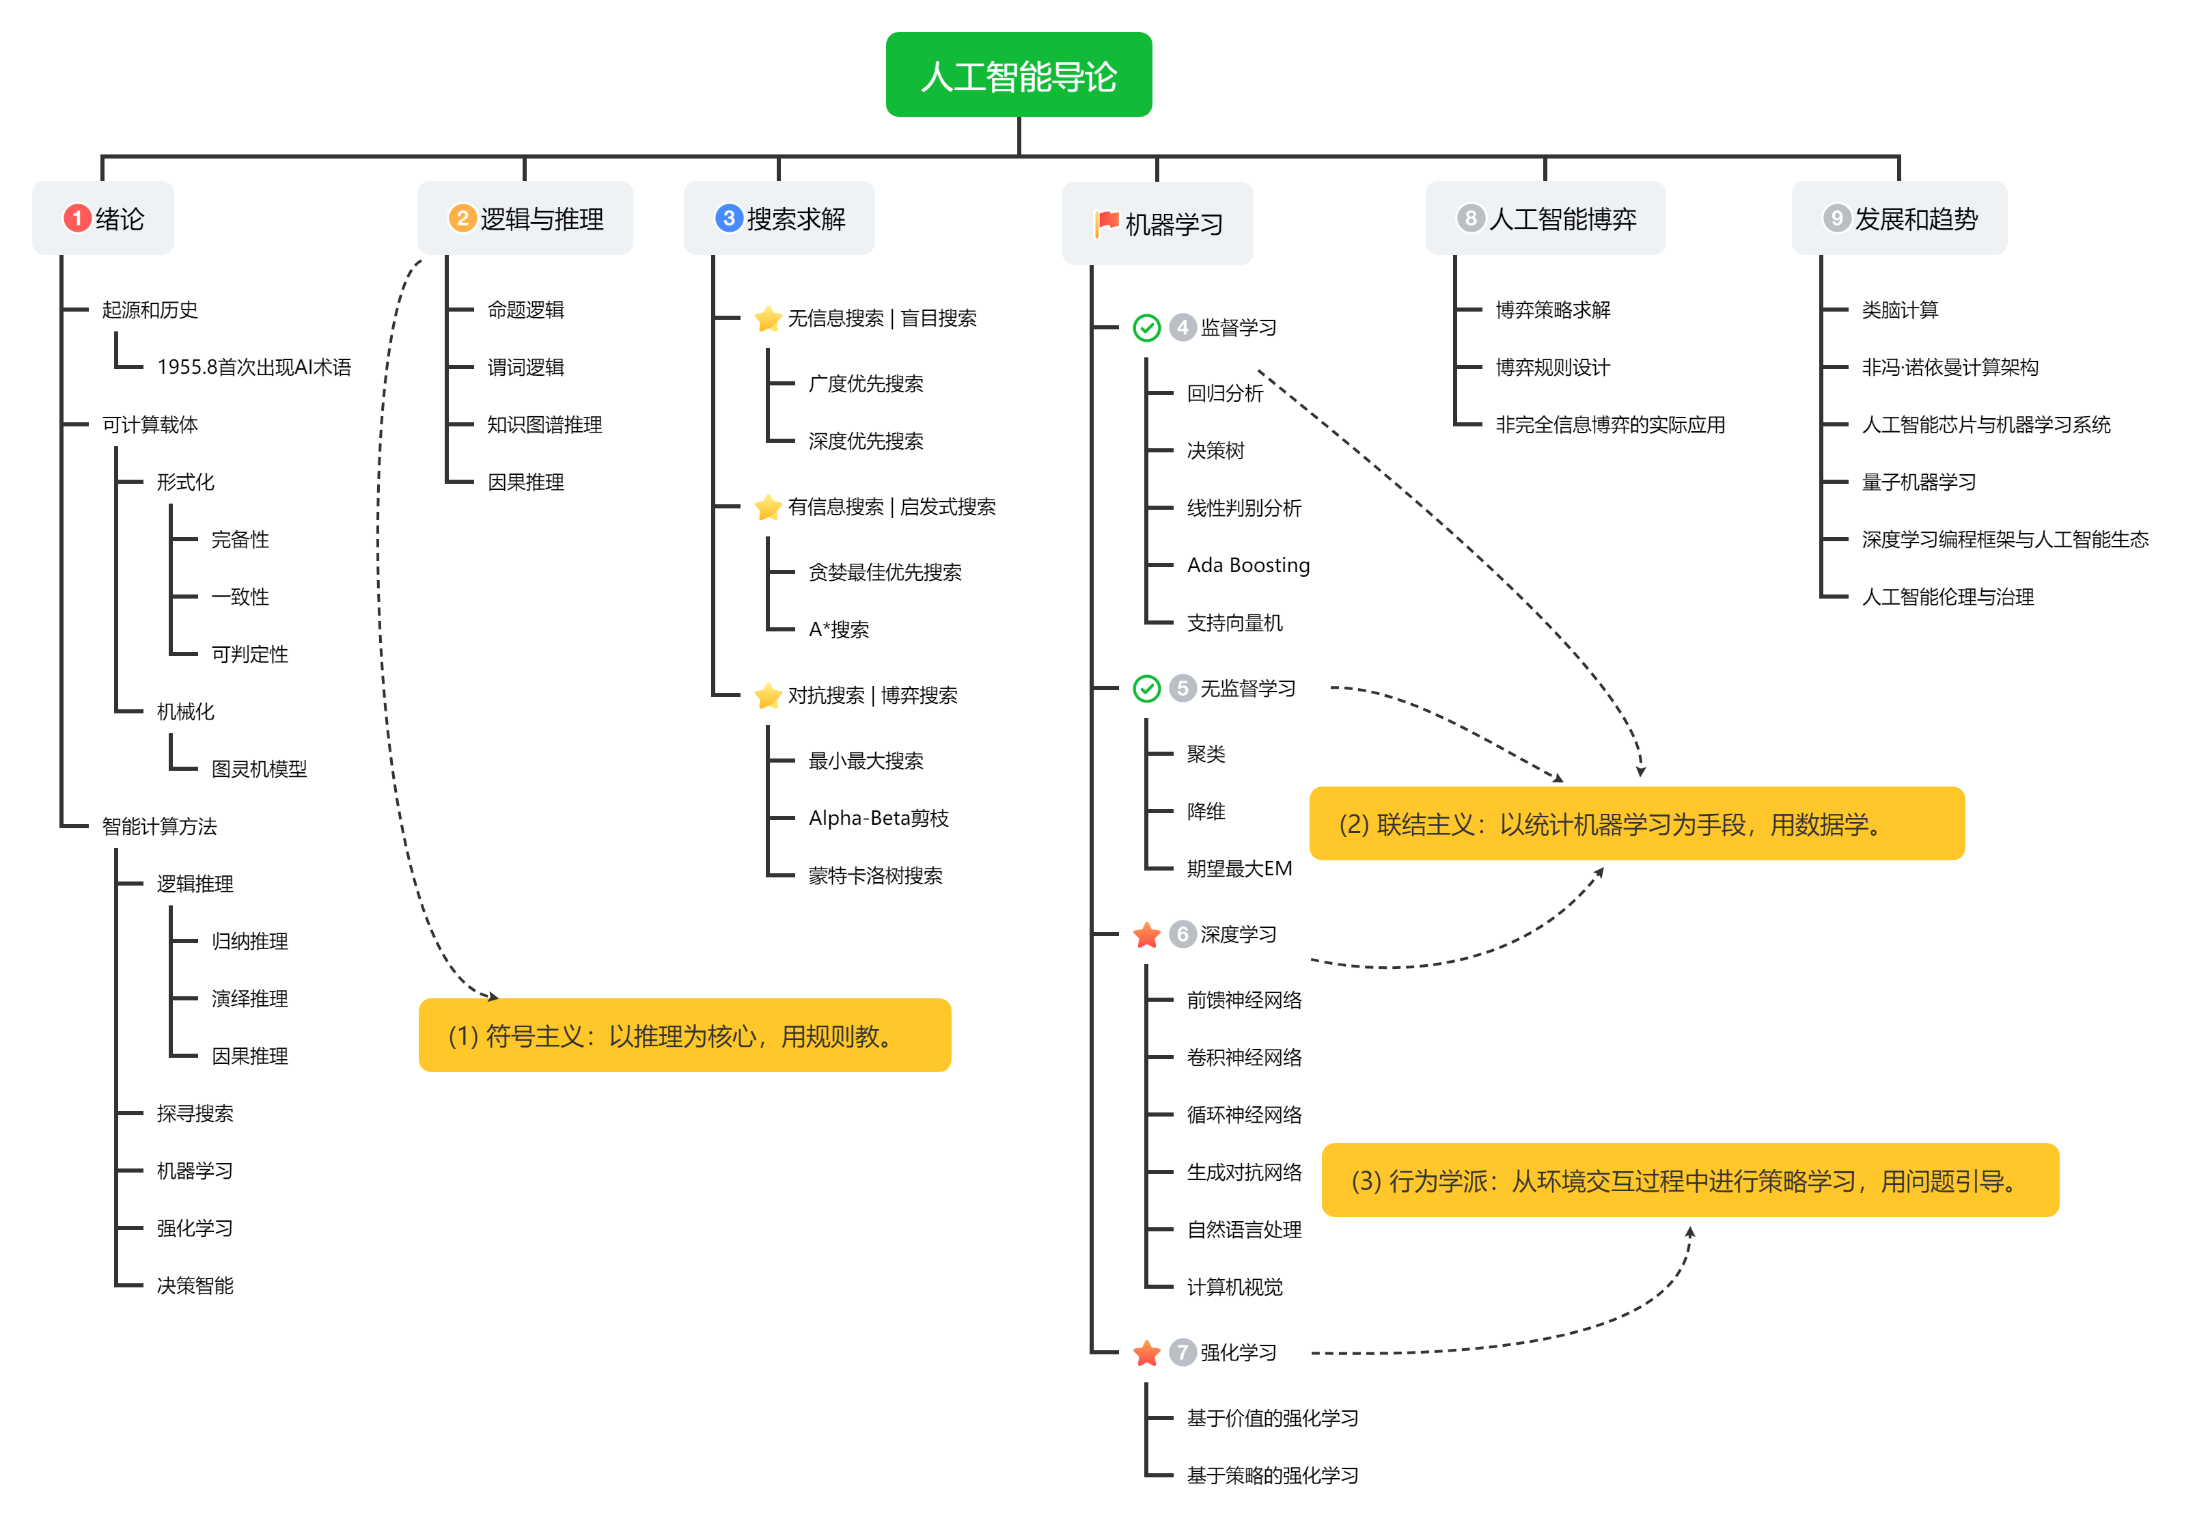 人工智能导论
1 绪论
起源和历史
1955.8首次出现AI术语
可计算载体
形式化
完备性
一致性
可判定性
机械化
图灵机模型
智能计算方法
逻辑推理
归纳推理
演绎推理
因果推理
探寻搜索
机器学习
强化学习
决策智能
2 逻辑与推理
命题逻辑
谓词逻辑
知识图谱推理
因果推理
(1) 符号主义：以推理为核心，用规则教。
3 搜索求解
无信息搜索 | 盲目搜索
广度优先搜索
深度优先搜索
有信息搜索 | 启发式搜索
贪婪最佳优先搜索
A*搜索
对抗搜索 | 博弈搜索
最小最大搜索
Alpha-Beta剪枝
蒙特卡洛树搜索
机器学习
4 监督学习
回归分析
决策树
线性判别分析
Ada Boosting
支持向量机
5 无监督学习
聚类
降维
期望最大EM
(2) 联结主义：以统计机器学习为手段，用数据学。
6 深度学习
前馈神经网络
卷积神经网络
循环神经网络
生成对抗网络
自然语言处理
计算机视觉
7 强化学习
基于价值的强化学习
基于策略的强化学习
(3) 行为学派：从环境交互过程中进行策略学习，用问题引导。
8 人工智能博弈
博弈策略求解
博弈规则设计
非完全信息博弈的实际应用
9 发展和趋势
类脑计算
非冯·诺依曼计算架构
人工智能芯片与机器学习系统
量子机器学习
深度学习编程框架与人工智能生态
人工智能伦理与治理